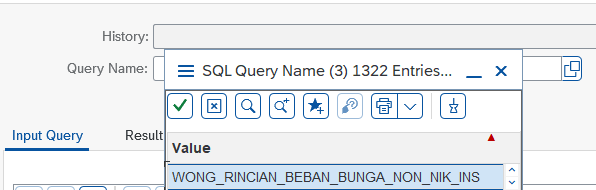 History:
Query Name:
SQL Query Name (3) 1322 Entries...
Input Query
Result
Value
WONG_RINCIAN_BEBAN_BUNGA_NON_NIK_INS